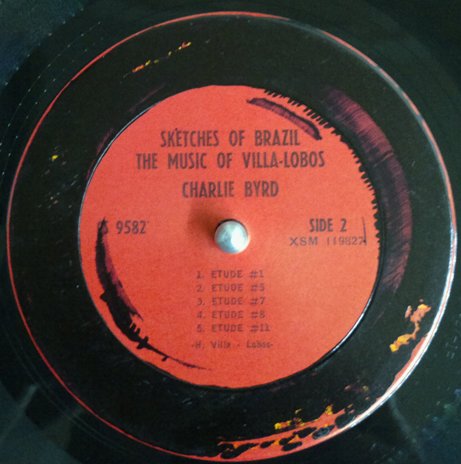 SKETCHES OF BRAZIL
THE MUSIC OF VILLA-LOBOS
CHARLIE BYRD
S 9582
SIDE 2
XSM 119827
1. ETUDE #1
2. ETUDE #5
3. ETUDE #7
4. ETUDE #8
5. ETUDE #11
-H. Villa - Lobos-